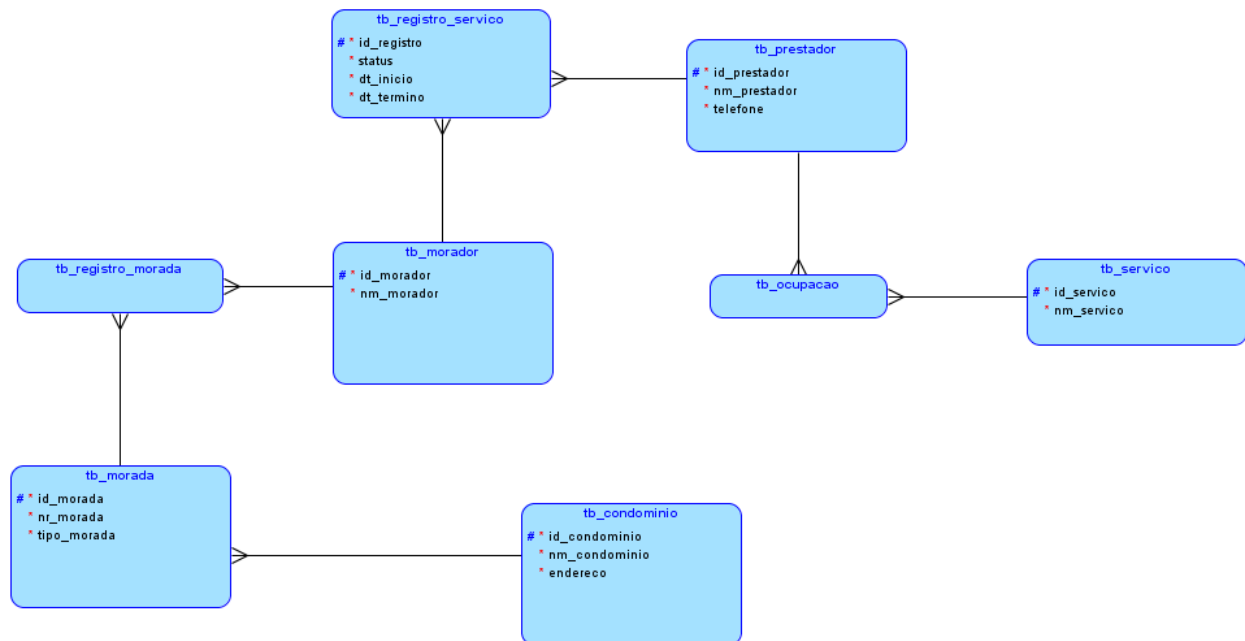 tb_registro_servico
# * id_registro
* status
* dt_inicio
* dt_termino
tb_prestador
# * id_prestador
* nm_prestador
* telefone
tb_morador
# * id_morador
* nm_morador
tb_registro_morada
tb_ocupacao
tb_servico
# * id_servico
* nm_servico
tb_morada
# * id_morada
* nr_morada
* tipo_morada
tb_condominio
# * id_condominio
* nm_condominio
* endereco